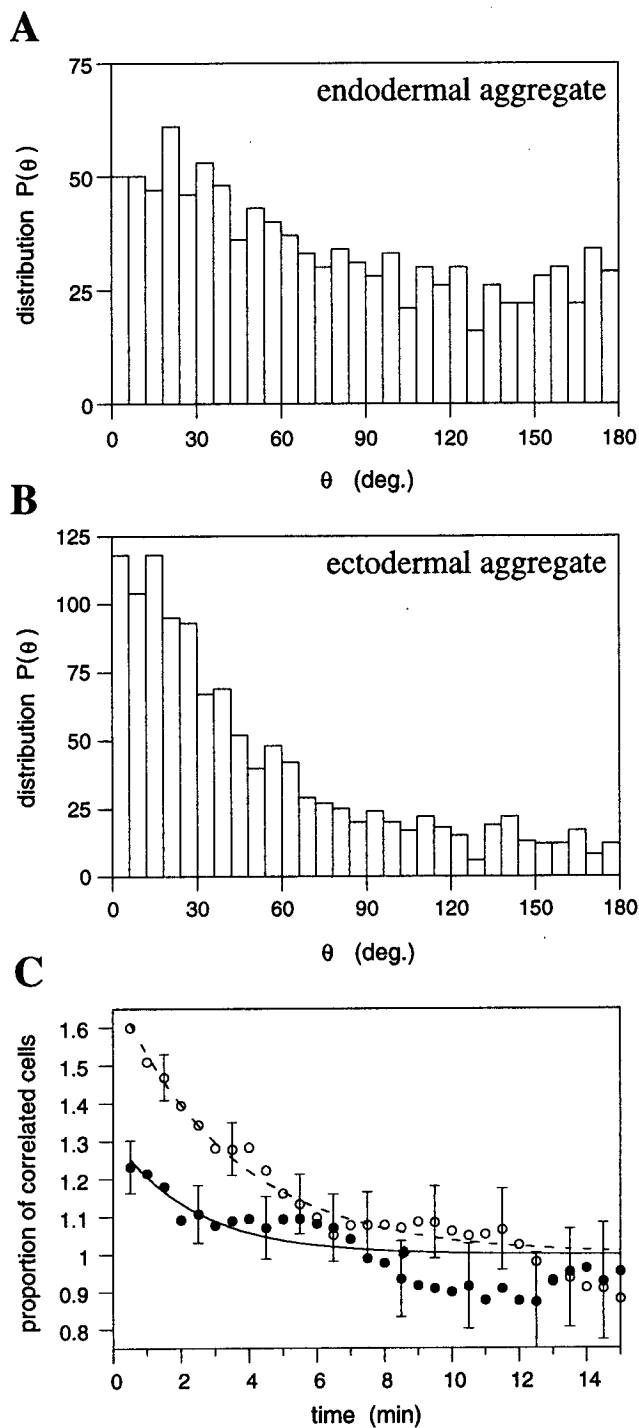 A
endodermal aggregate
75
50
25
0
distribution P(θ)
0 30 60 90 120 150 180
θ (deg.)
B
ectodermal aggregate
125
100
75
50
25
0
distribution P(θ)
0 30 60 90 120 150 180
θ (deg.)
C
1.6
1.5
1.4
1.3
1.2
1.1
1
0.9
0.8
proportion of correlated cells
0 2 4 6 8 10 12 14
time (min)